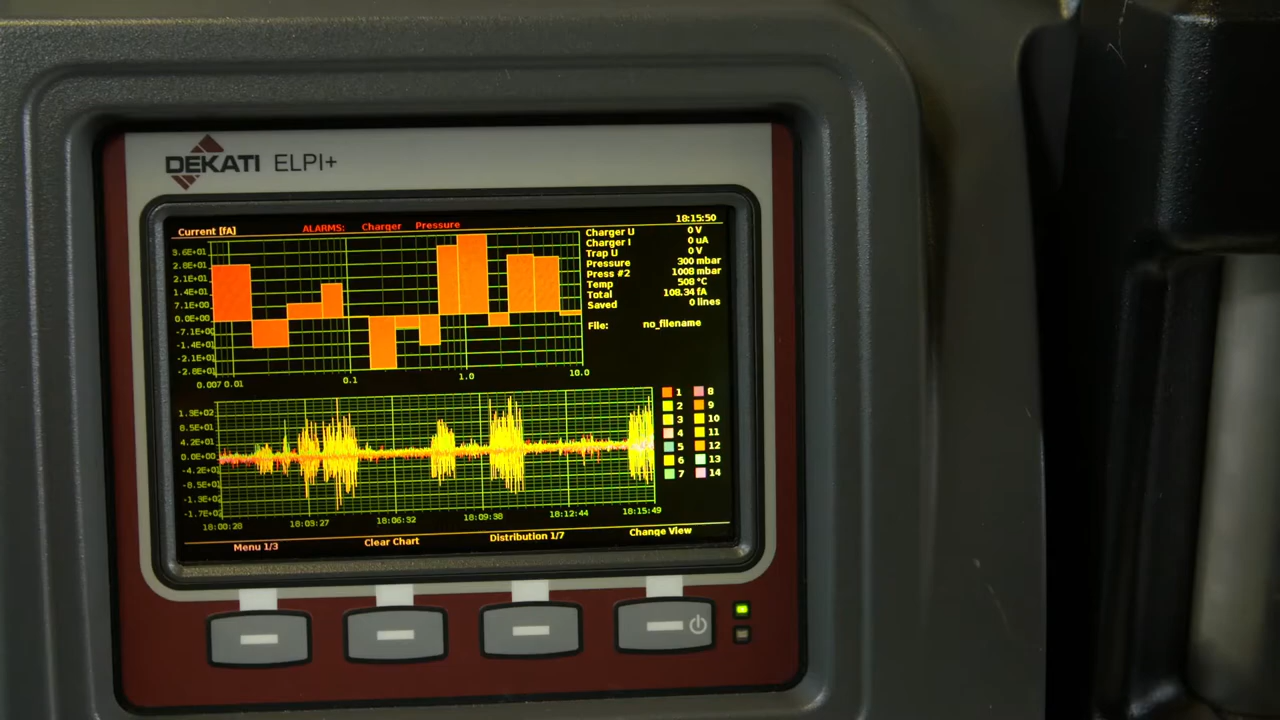 DEKATI ELPI+
Current [fA] ALARMS: Charger Pressure 18:15:50
Charger U 0 V
Charger I 0 uA
Trap U 0 V
Pressure 300 mbar
Press #2 1008 mbar
Temp 508 °C
Total 108.34 fA
Saved 0 lines
File: no_filename
3.6E+01
2.8E+01
2.1E+01
1.4E+01
7.1E+00
0.0E+00
-7.1E+00
-1.4E+01
-2.1E+01
-2.8E+01
0.007 0.01 0.1 1.0 10.0
1.3E+02
8.5E+01
4.2E+01
0.0E+00
-4.2E+01
-8.5E+01
-1.3E+02
-1.7E+02
18:00:28 18:03:27 18:06:32 18:09:38 18:12:44 18:15:49
1 8
2 9
3 10
4 11
5 12
6 13
7 14
Menu 1/3 Clear Chart Distribution 1/7 Change View